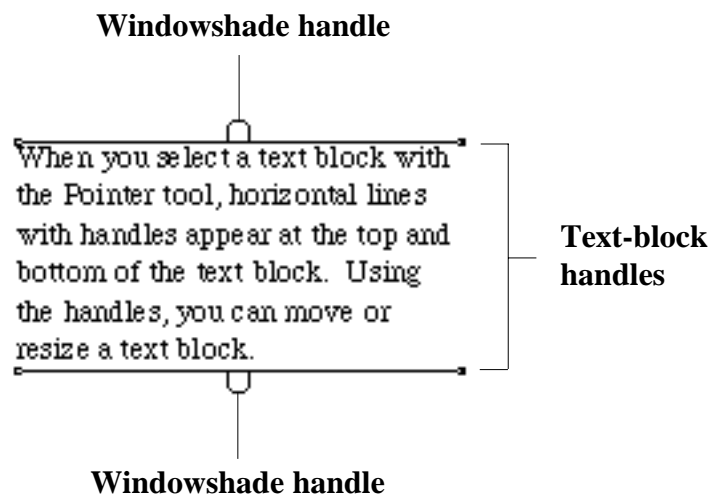 Windowshade handle
When you select a text block with
the Pointer tool, horizontal lines
with handles appear at the top and
bottom of the text block.  Using
the handles, you can move or
resize a text block.
Text-block
handles
Windowshade handle